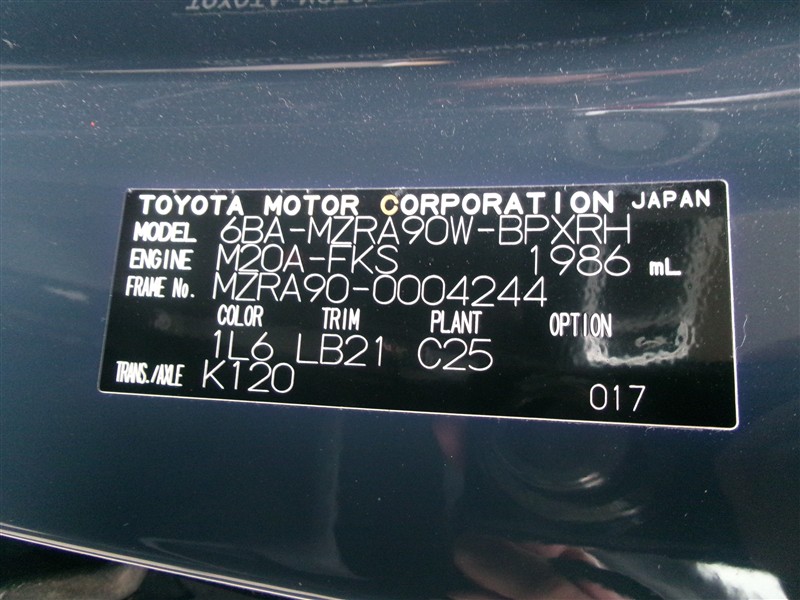 TOYOTA MOTOR CORPORATION JAPAN
MODEL 6BA-MZRA90W-BPXRH
ENGINE M20A-FKS 1986 mL
FRAME No. MZRA90-0004244
COLOR TRIM PLANT OPTION
1L6 LB21 C25
TRANS./AXLE K120
017